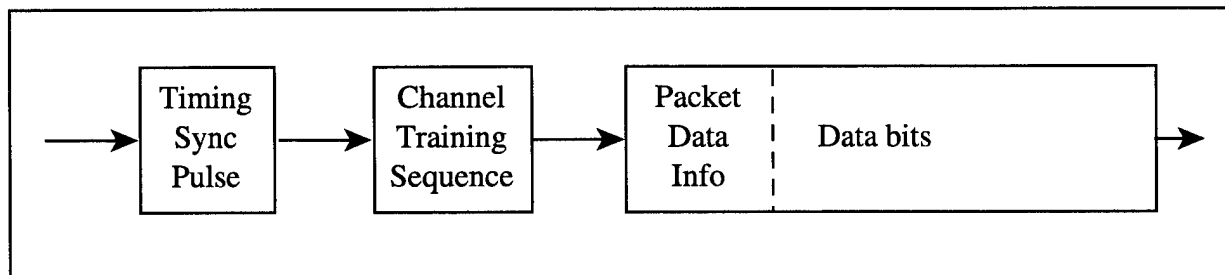 Timing
Sync
Pulse
Channel
Training
Sequence
Packet
Data
Info
Data bits